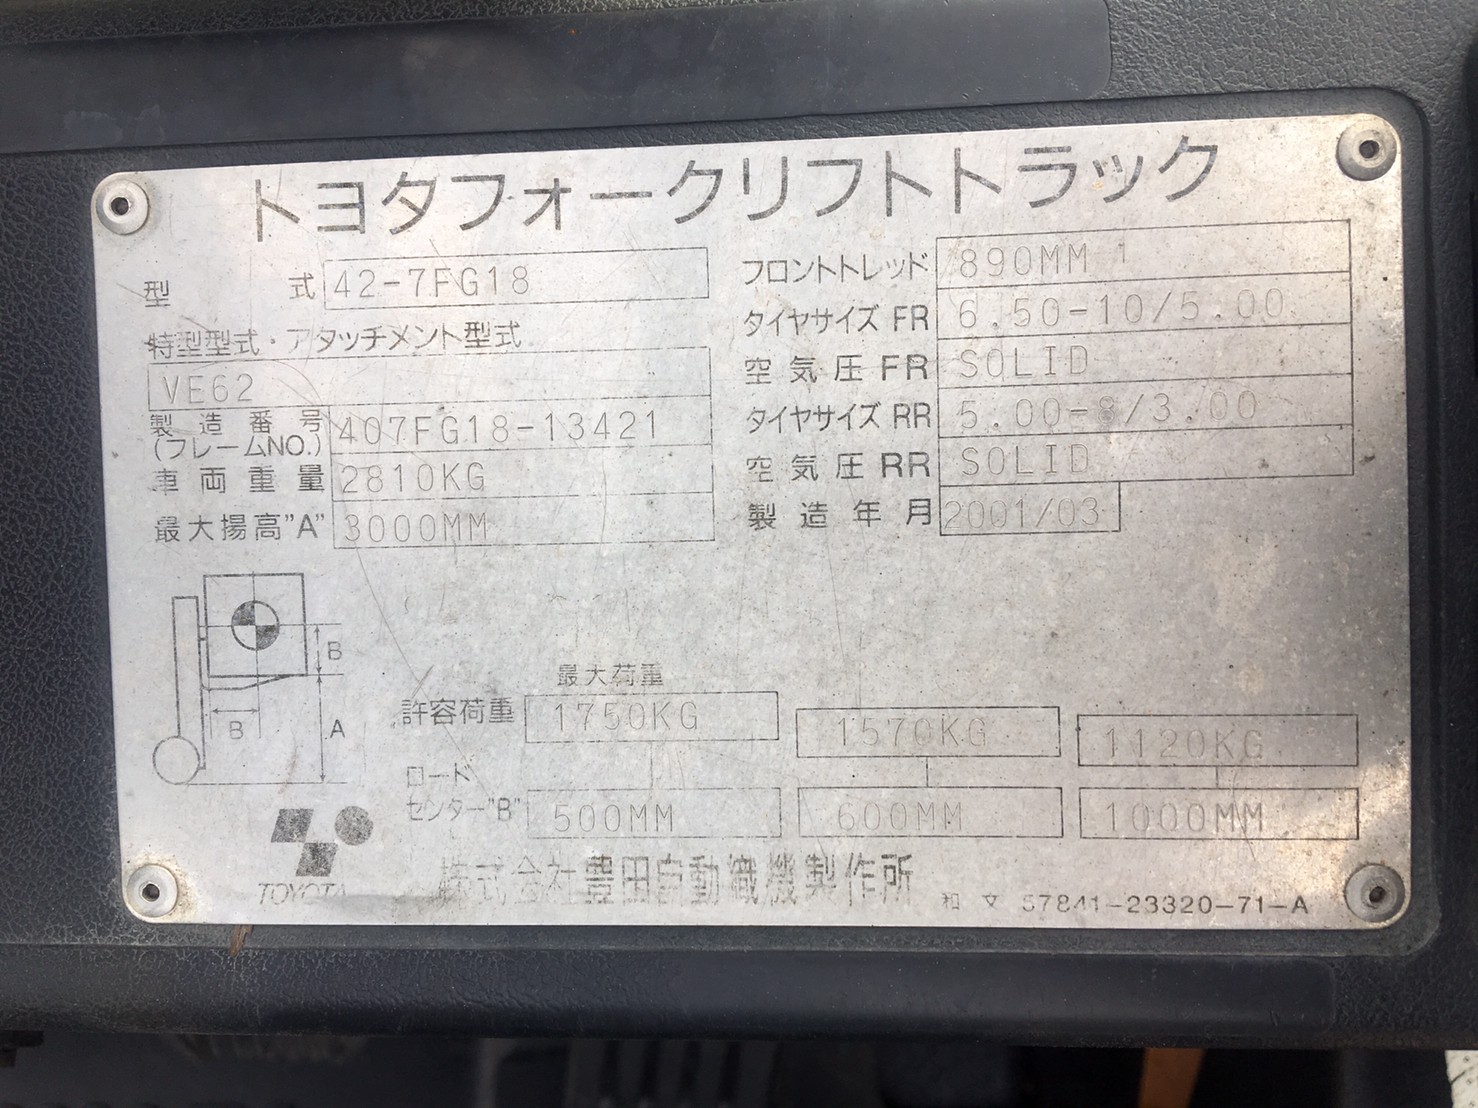 トヨタフォークリフトトラック
型式 42-7FG18
特型型式・アタッチメント型式
VE62
製造番号 407FG18-13421
(フレームNO.)
車両重量 2810KG
最大揚高"A" 3000MM
フロントトレッド 890MM
タイヤサイズ FR 6.50-10/5.00
空気圧 FR SOLID
タイヤサイズ RR 5.00-8/3.00
空気圧 RR SOLID
製造年月 2001/03
B
B
A
最大荷重
許容荷重 1750KG 1570KG 1120KG
ロード
センター"B" 500MM 600MM 1000MM
TOYOTA
株式会社豊田自動織機製作所
和文 57841-23320-71-A